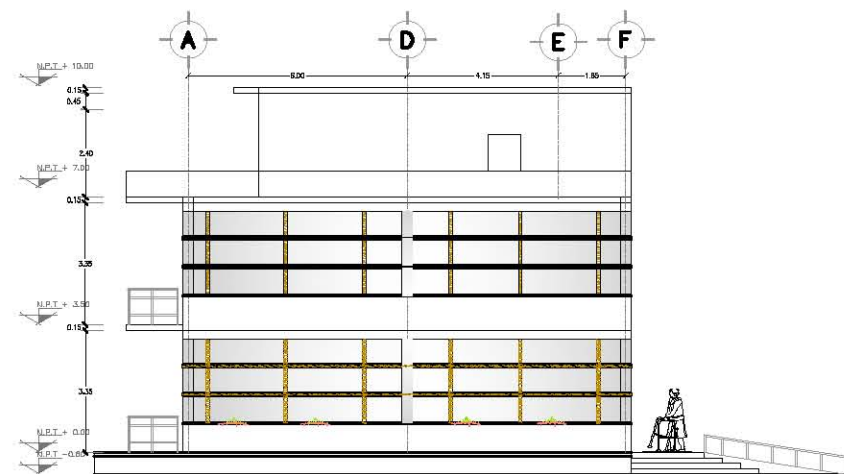 A D E F
6.00 4.15 1.85
N.P.T + 10.00
0.15
0.45
2.40
N.P.T + 7.00
0.15
3.35
N.P.T + 3.50
0.15
3.35
N.P.T + 0.00
N.P.T -0.60